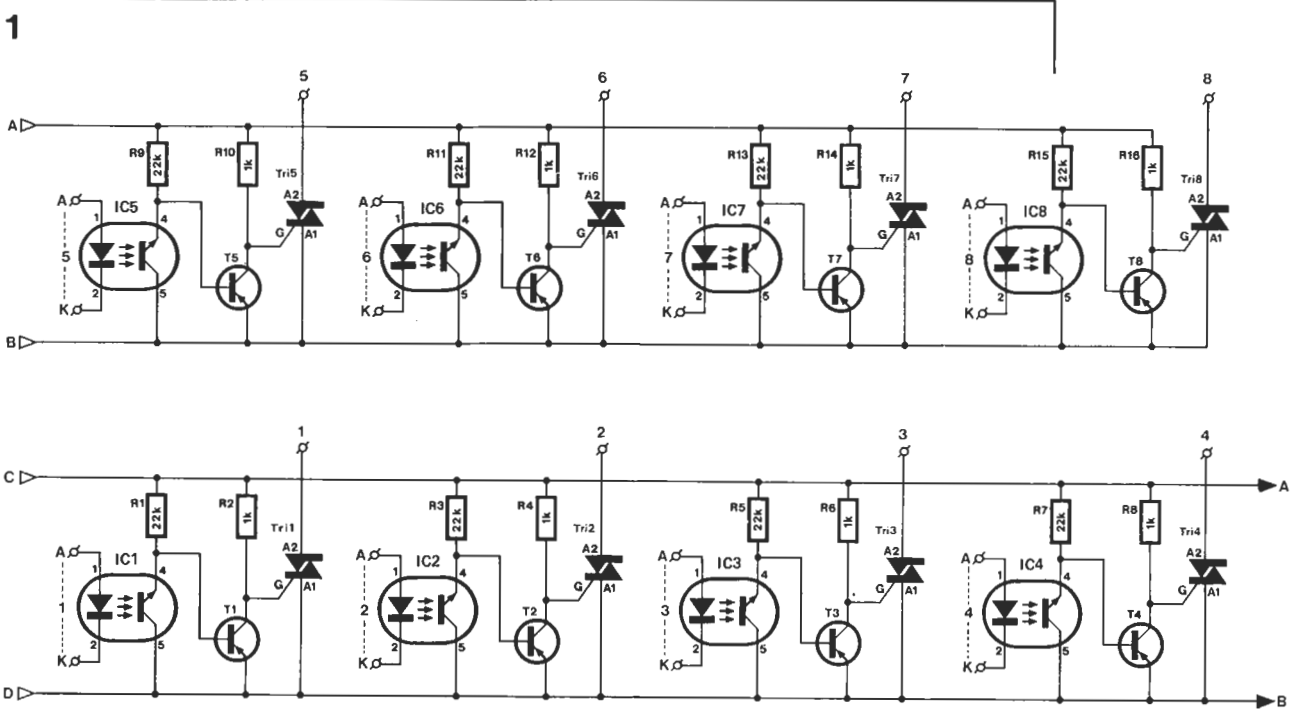 1
5 6 7 8
A
R9 22k R10 1k R11 22k R12 1k R13 22k R14 1k R15 22k R16 1k
Tri5 Tri6 Tri7 Tri8
A IC5 A2 A IC6 A2 A IC7 A2 A IC8 A2
1 4 G A1 1 4 G A1 1 4 G A1 1 4 G A1
5 T5 6 T6 7 T7 8 T8
2 5 2 5 2 5 2 5
K K K K
B
1 2 3 4
C A
R1 22k R2 1k R3 22k R4 1k R5 22k R6 1k R7 22k R8 1k
Tri1 Tri2 Tri3 Tri4
A IC1 A2 A IC2 A2 A IC3 A2 A IC4 A2
1 4 G A1 1 4 G A1 1 4 G A1 1 4 G A1
1 T1 2 T2 3 T3 4 T4
2 5 2 5 2 5 2 5
K K K K
D B